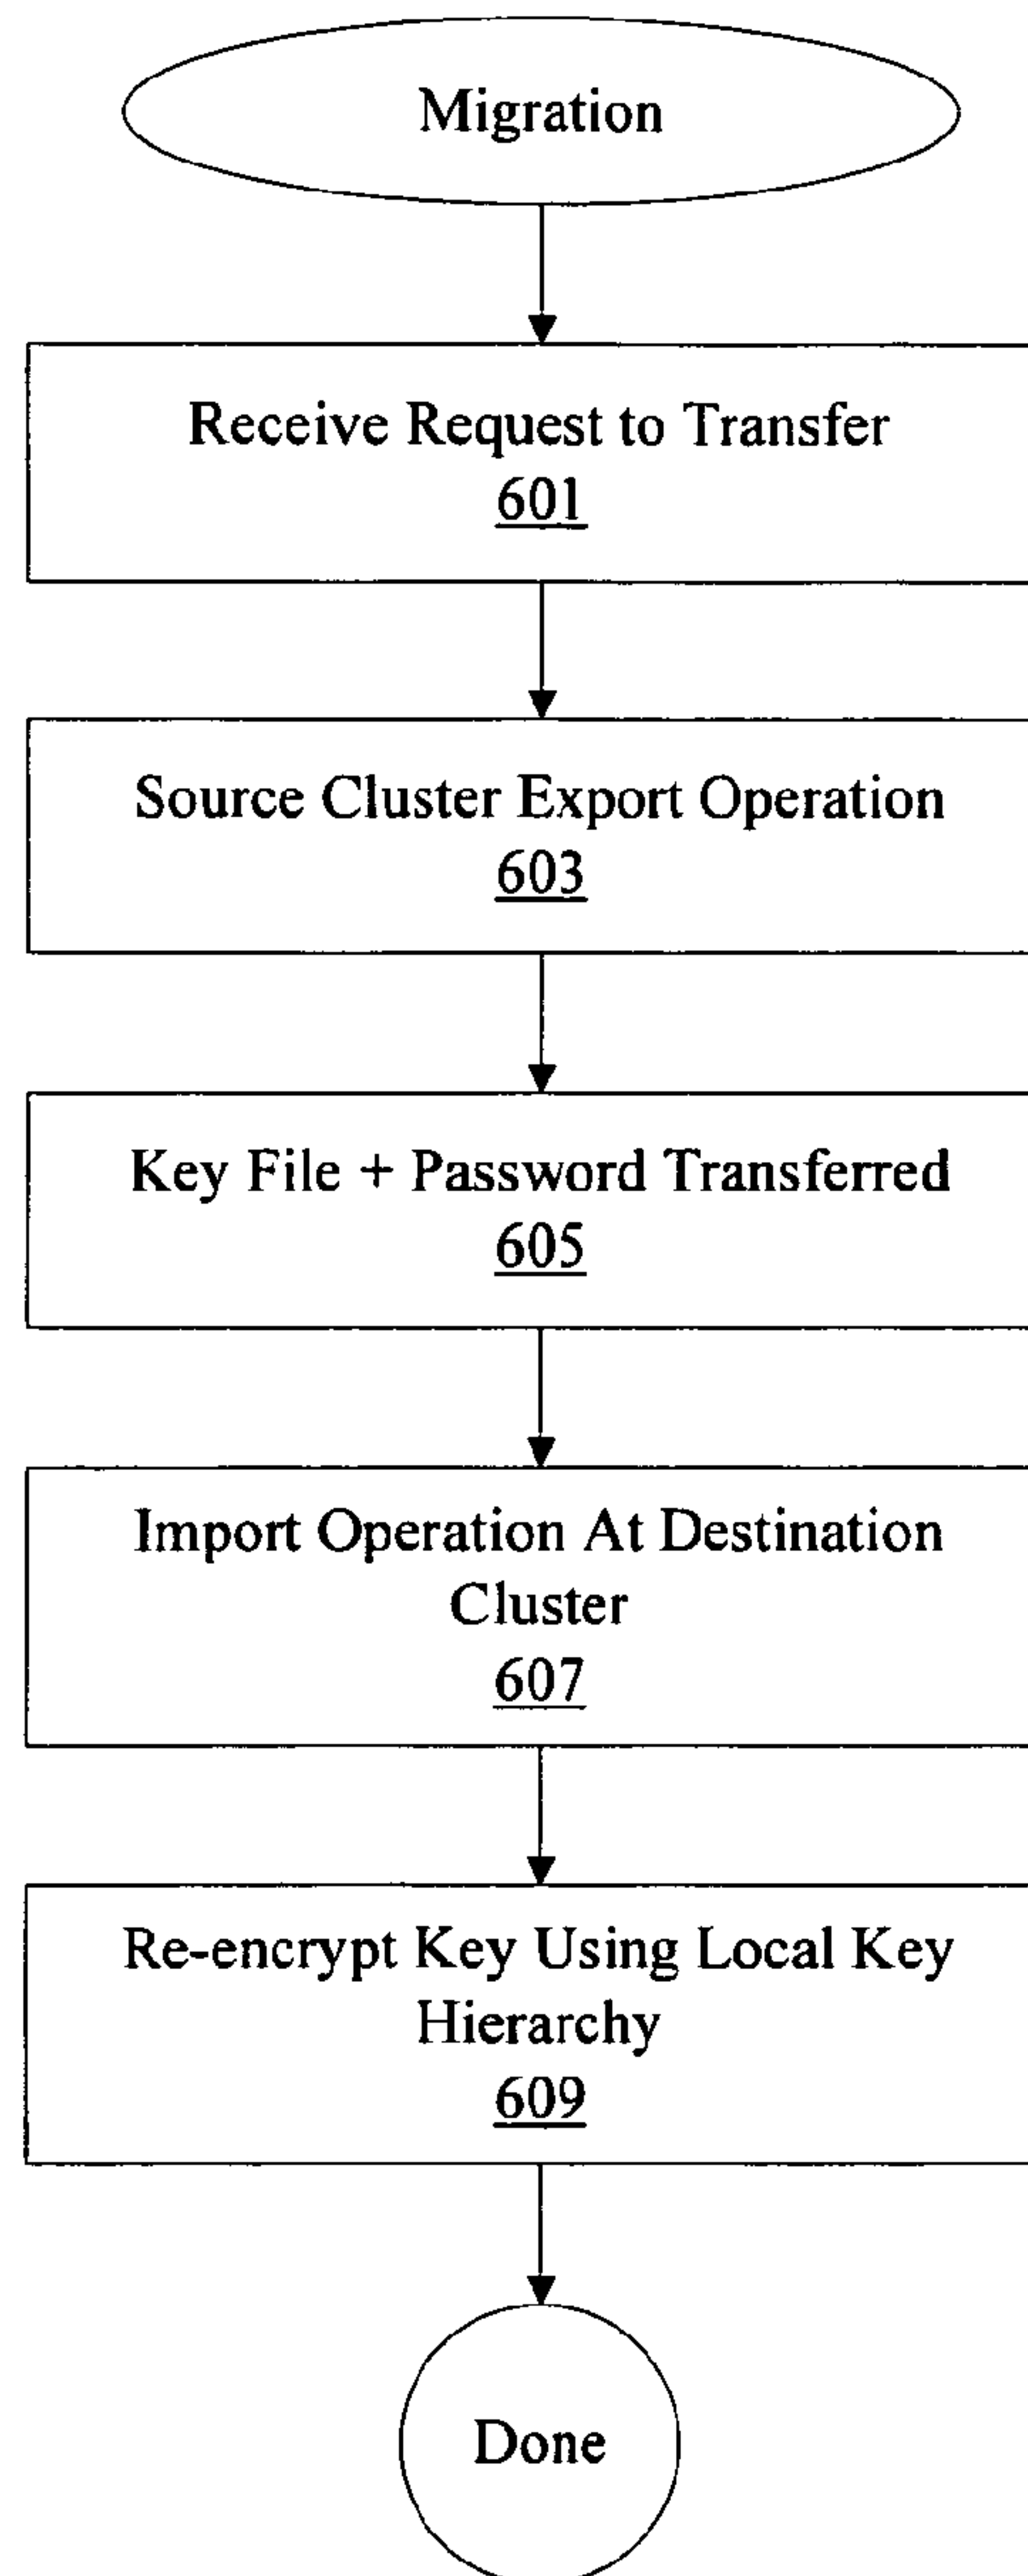 Migration
Receive Request to Transfer
601
Source Cluster Export Operation
603
Key File + Password Transferred
605
Import Operation At Destination
Cluster
607
Re-encrypt Key Using Local Key
Hierarchy
609
Done